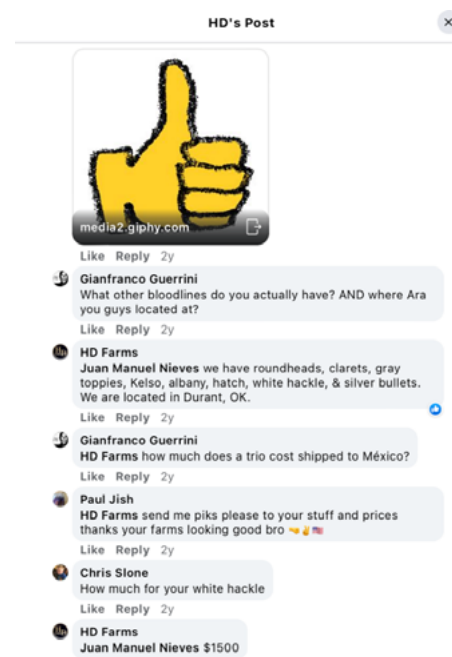 HD's Post
media2.giphy.com
Like Reply 2y
Gianfranco Guerrini
What other bloodlines do you actually have? AND where Ara
you guys located at?
Like Reply 2y
HD Farms
Juan Manuel Nieves we have roundheads, clarets, gray
toppies, Kelso, albany, hatch, white hackle, & silver bullets.
We are located in Durant, OK.
Like Reply 2y
Gianfranco Guerrini
HD Farms how much does a trio cost shipped to México?
Like Reply 2y
Paul Jish
HD Farms send me piks please to your stuff and prices
thanks your farms looking good bro 🤜✌️🇺🇸
Like Reply 2y
Chris Slone
How much for your white hackle
Like Reply 2y
HD Farms
Juan Manuel Nieves $1500